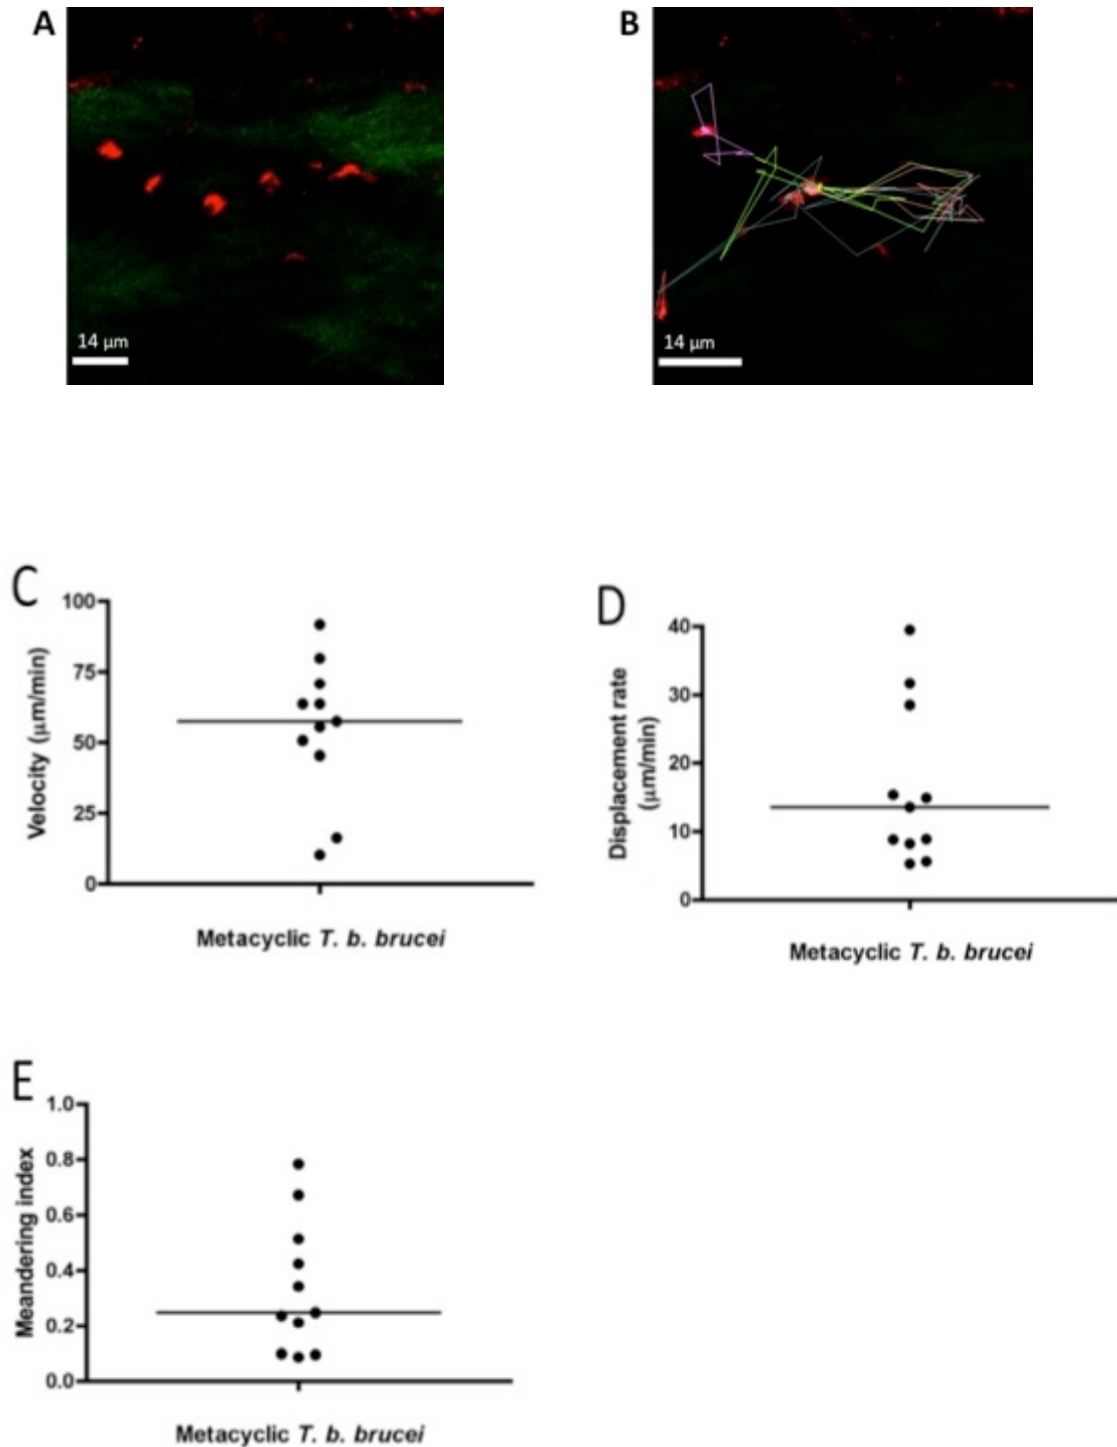 A
B
14 μm
14 μm
C
100
75
50
25
0
Velocity (μm/min)
Metacyclic T. b. brucei
D
40
30
20
10
0
Displacement rate
(μm/min)
Metacyclic T. b. brucei
E
1.0
0.8
0.6
0.4
0.2
0.0
Meandering index
Metacyclic T. b. brucei